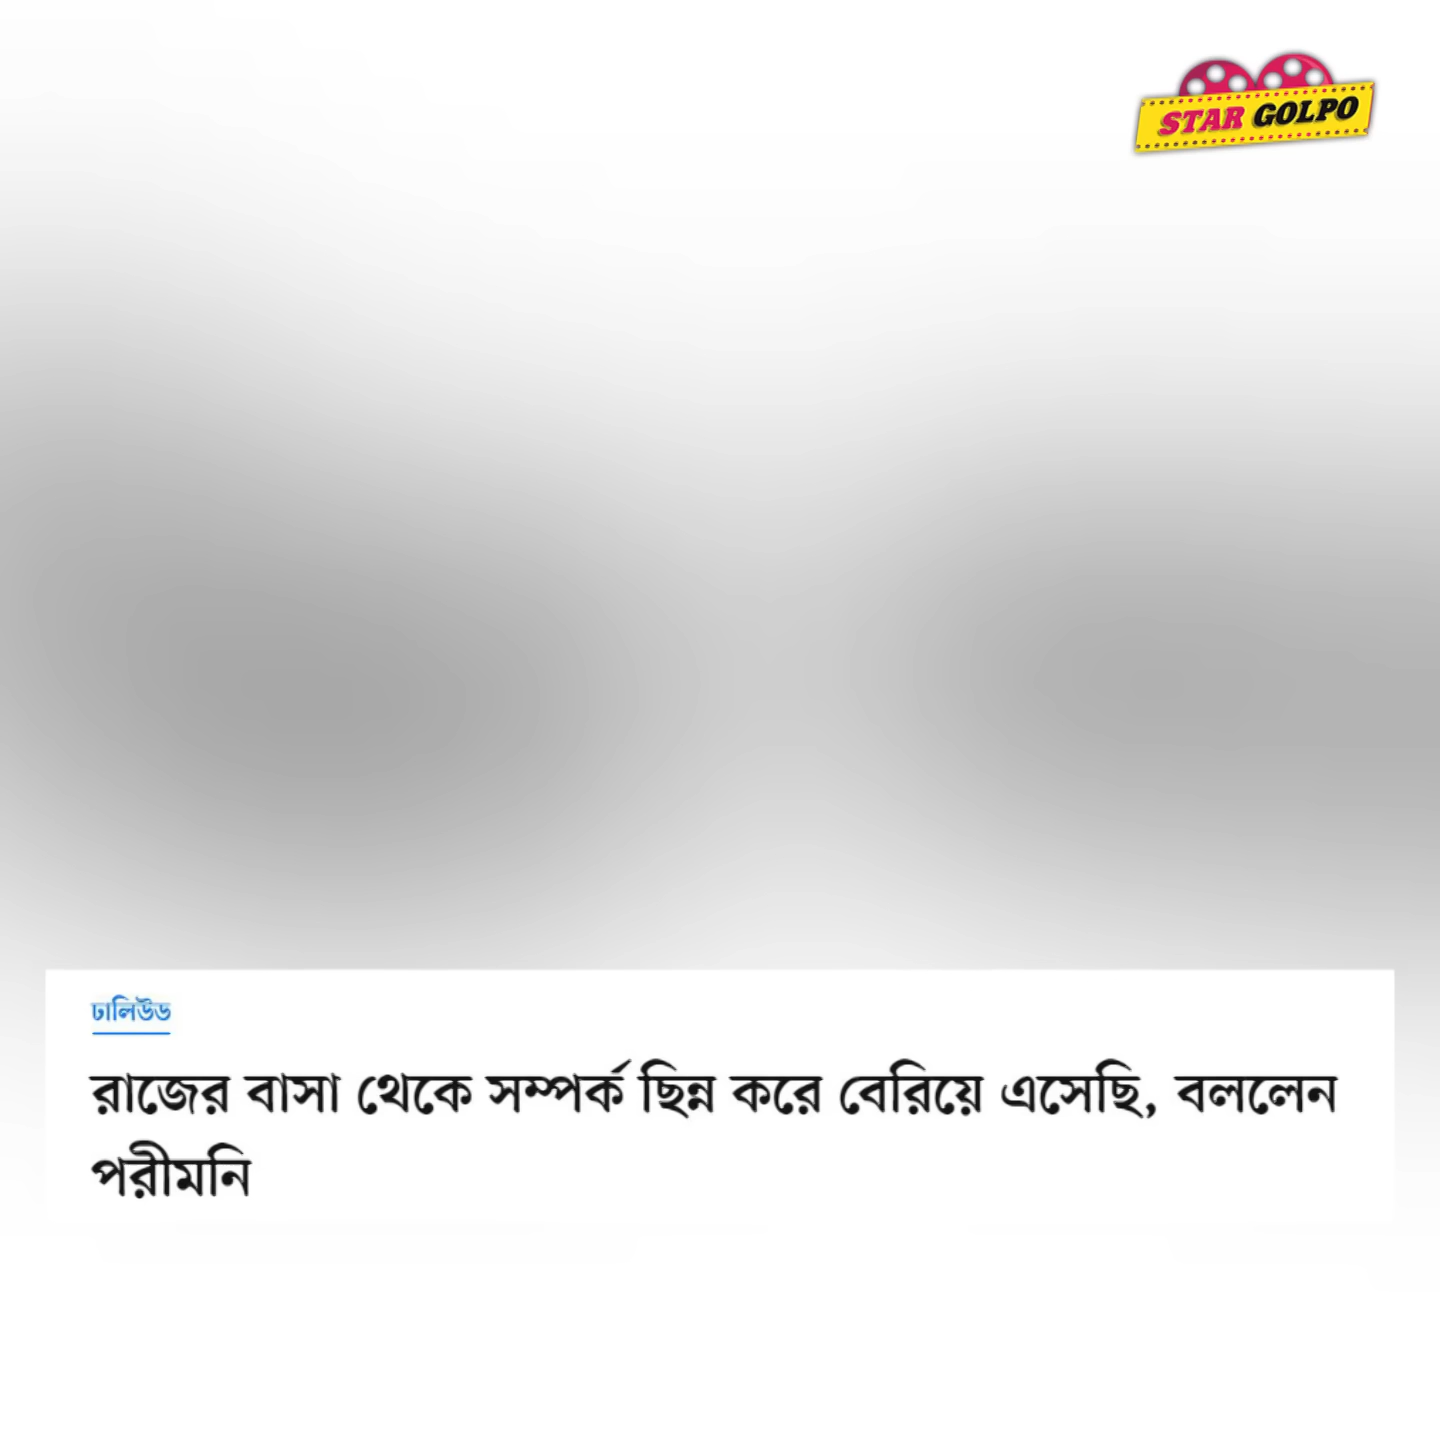 STAR GOLPO
ঢালিউড
রাজের বাসা থেকে সম্পর্ক ছিন্ন করে বেরিয়ে এসেছি, বললেন
পরীমনি